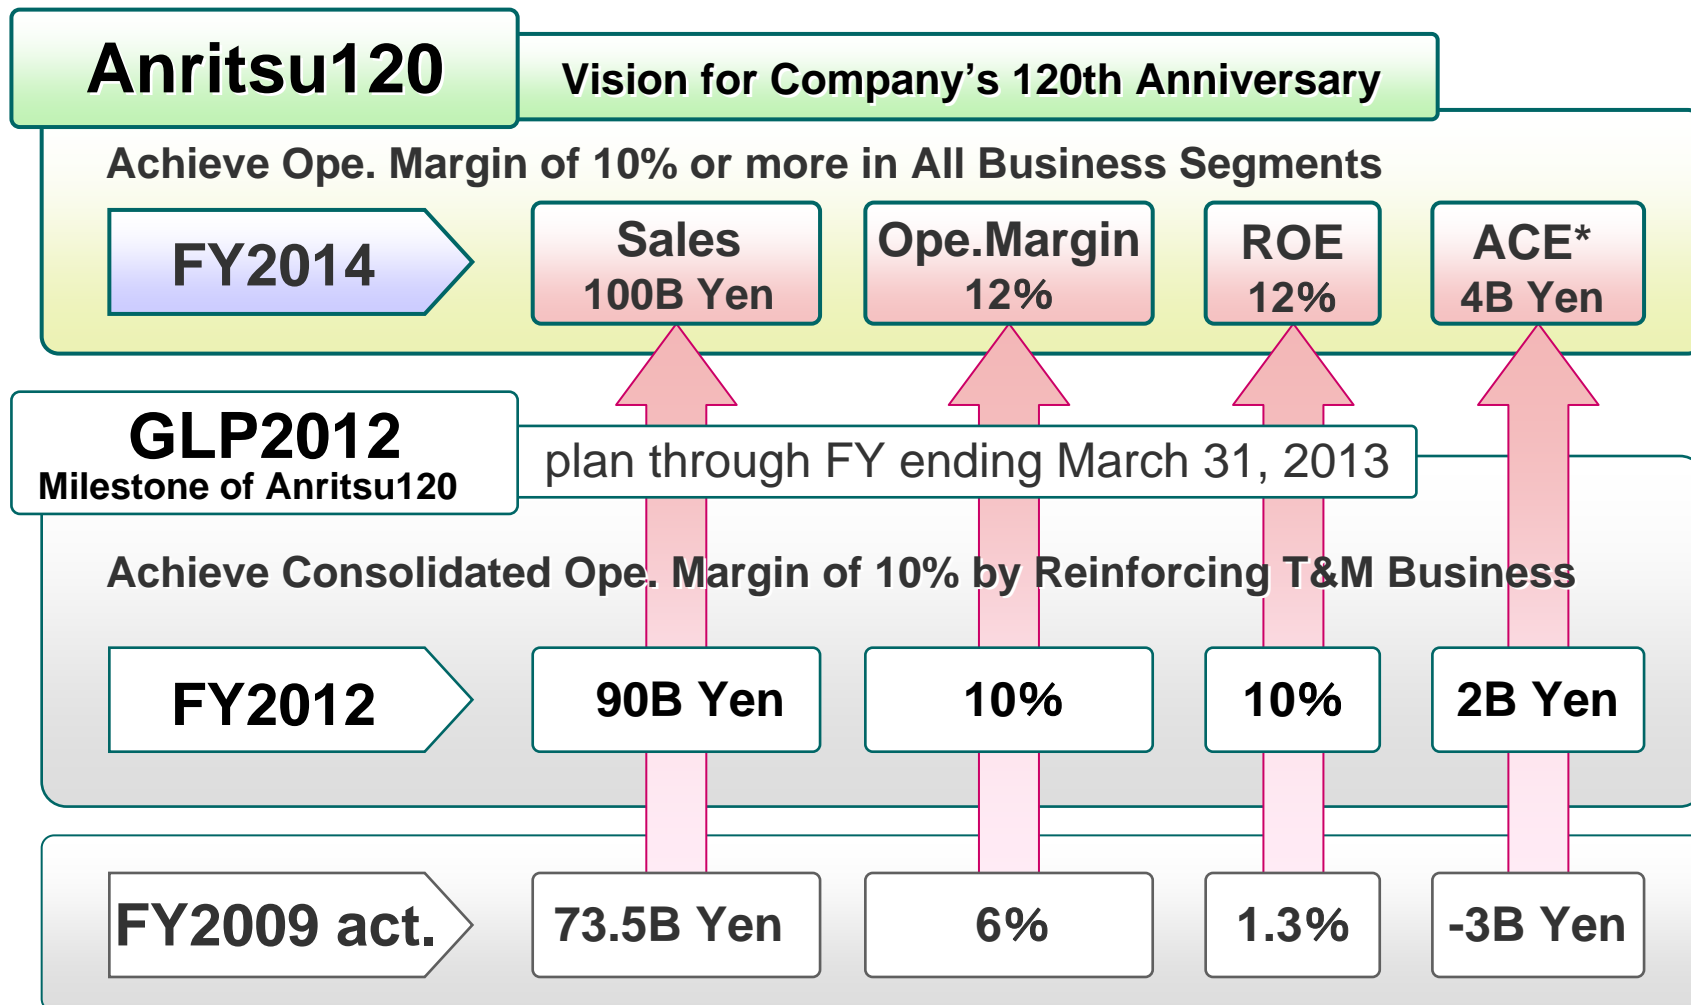 Anritsu120
Vision for Company's 120th Anniversary
Achieve Ope. Margin of 10% or more in All Business Segments
FY2014
Sales
100B Yen
Ope.Margin
12%
ROE
12%
ACE*
4B Yen
GLP2012
Milestone of Anritsu120
plan through FY ending March 31, 2013
Achieve Consolidated Ope. Margin of 10% by Reinforcing T&M Business
FY2012
90B Yen
10%
10%
2B Yen
FY2009 act.
73.5B Yen
6%
1.3%
-3B Yen